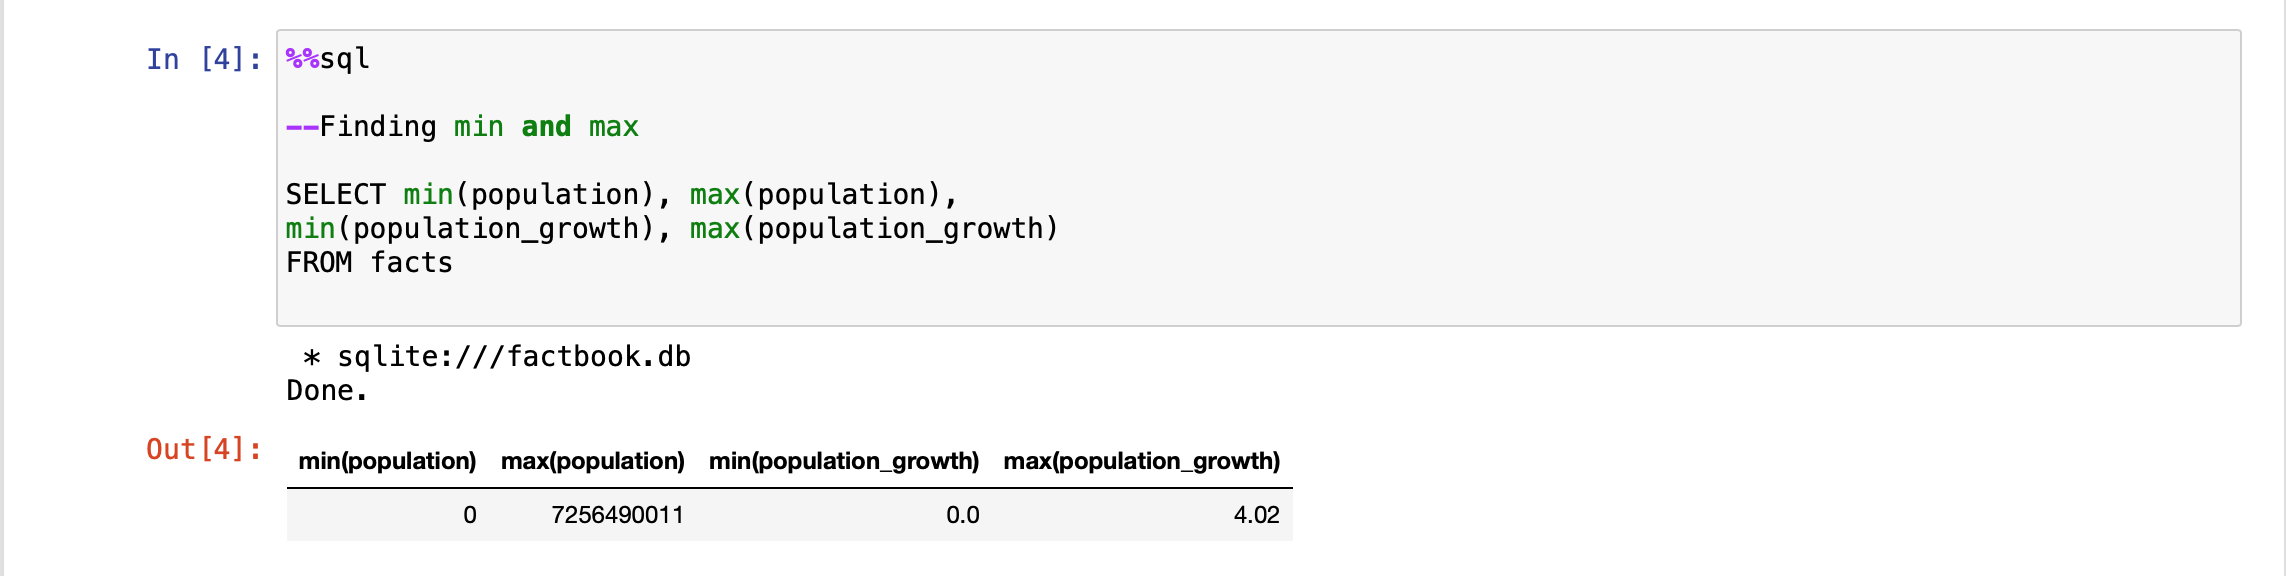 In [4]: %%sql
--Finding min and max
SELECT min(population), max(population),
min(population_growth), max(population_growth)
FROM facts
* sqlite:///factbook.db
Done.
Out[4]:
min(population) max(population) min(population_growth) max(population_growth)
0 7256490011 0.0 4.02